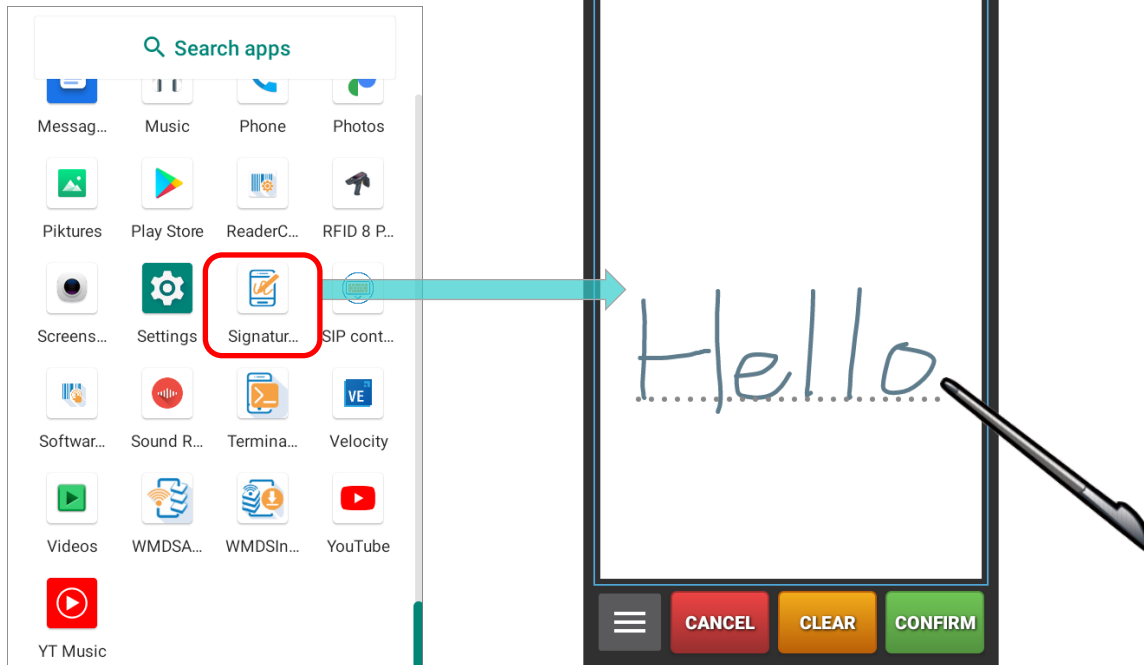 Search apps
Messag...
Music
Phone
Photos
Piktures
Play Store
ReaderC...
RFID 8 P...
Screens...
Settings
Signatur...
SIP cont...
Softwar...
Sound R...
Termina...
VE
Velocity
Videos
WMDSA...
WMDSIn...
YouTube
YT Music
Hello
CANCEL
CLEAR
CONFIRM